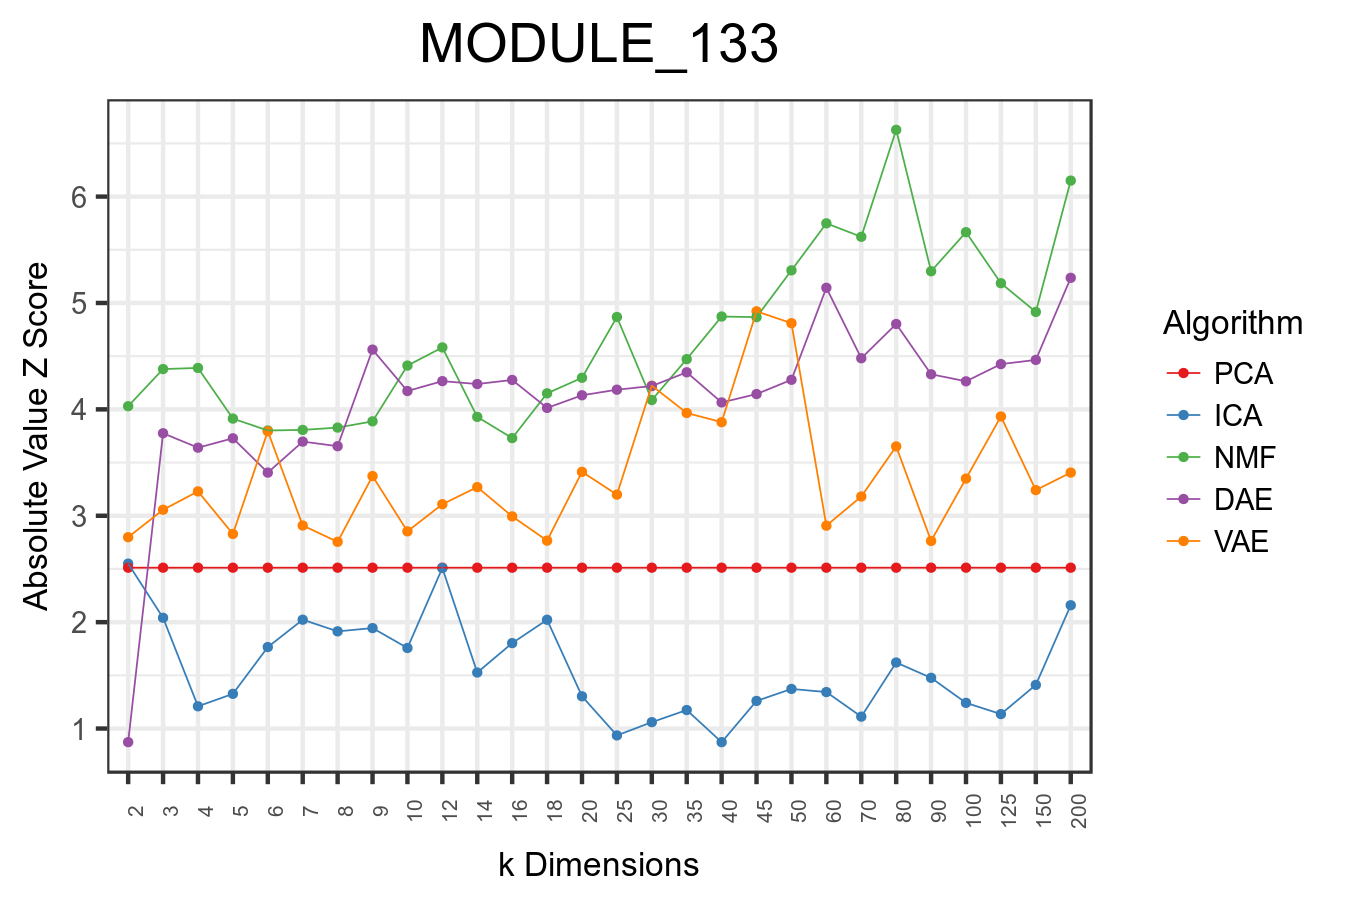 MODULE_133
Absolute Value Z Score
6
5
4
3
2
1
2 3 4 5 6 7 8 9 10 12 14 16 18 20 25 30 35 40 45 50 60 70 80 90 100 125 150 200
k Dimensions
Algorithm
PCA
ICA
NMF
DAE
VAE